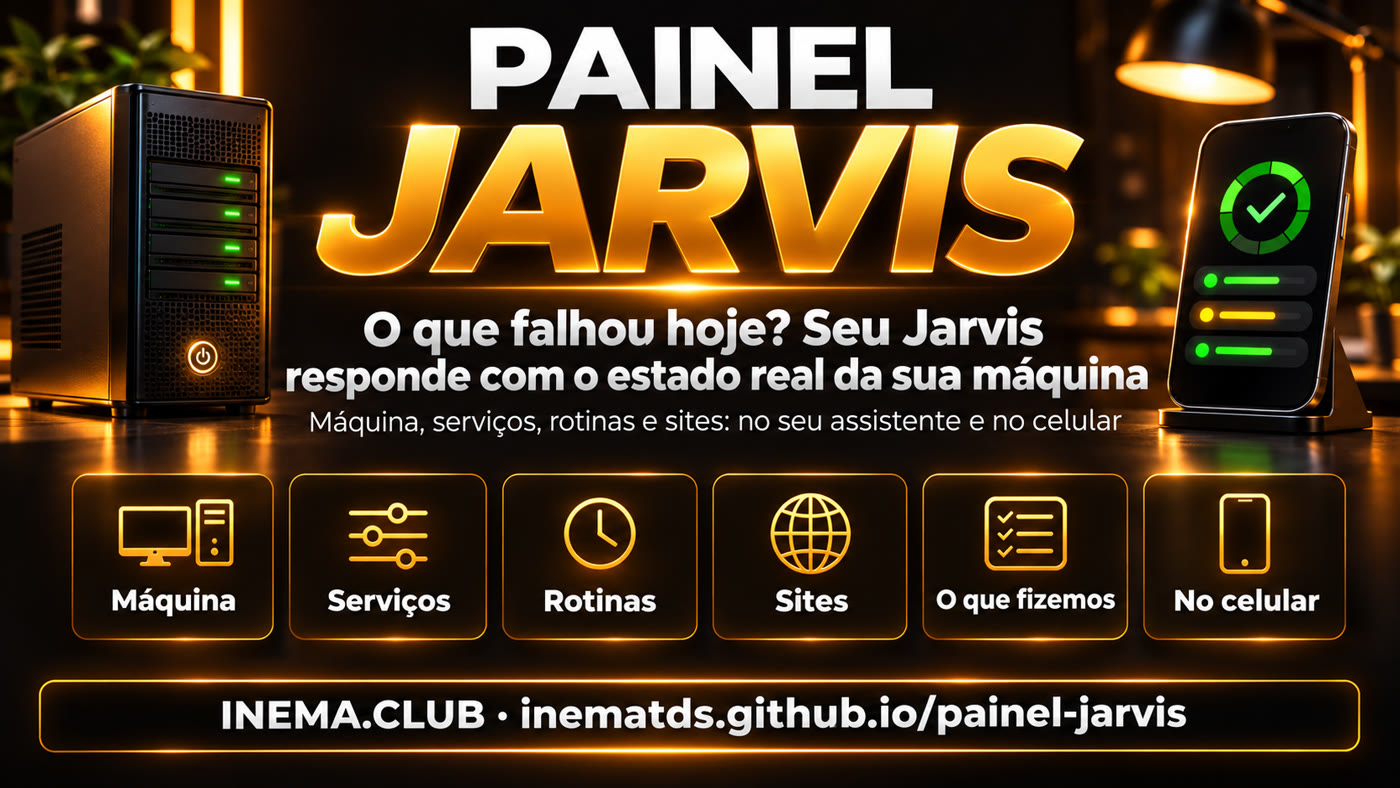 PAINEL
JARVIS
O que falhou hoje? Seu Jarvis
responde com o estado real da sua máquina
Máquina, serviços, rotinas e sites: no seu assistente e no celular
Máquina
Serviços
Rotinas
Sites
O que fizemos
No celular
INEMA.CLUB · inematds.github.io/painel-jarvis